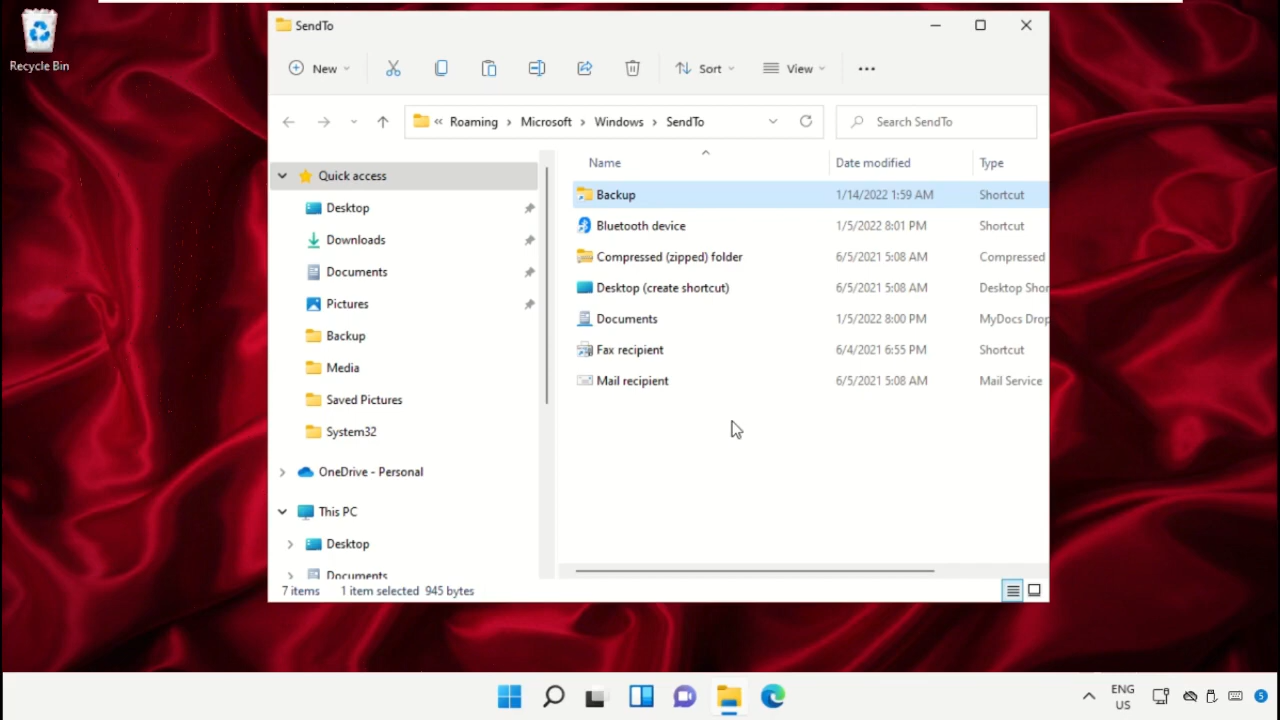 Recycle Bin
SendTo
New
Sort
View
« Roaming > Microsoft > Windows > SendTo
Search SendTo
Quick access
Desktop
Downloads
Documents
Pictures
Backup
Media
Saved Pictures
System32
OneDrive - Personal
This PC
Desktop
Documents
Name Date modified Type
Backup 1/14/2022 1:59 AM Shortcut
Bluetooth device 1/5/2022 8:01 PM Shortcut
Compressed (zipped) folder 6/5/2021 5:08 AM Compressed
Desktop (create shortcut) 6/5/2021 5:08 AM Desktop Shor
Documents 1/5/2022 8:00 PM MyDocs Drop
Fax recipient 6/4/2021 6:55 PM Shortcut
Mail recipient 6/5/2021 5:08 AM Mail Service
7 items 1 item selected 945 bytes
ENG
US
5